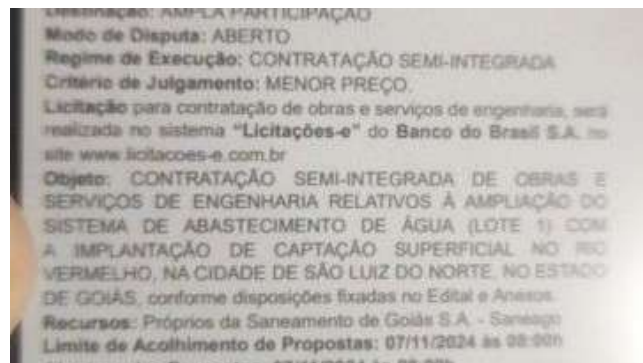 Destinação: AMPLA PARTICIPAÇÃO
Modo de Disputa: ABERTO
Regime de Execução: CONTRATAÇÃO SEMI-INTEGRADA
Critério de Julgamento: MENOR PREÇO.
Licitação para contratação de obras e serviços de engenharia, será
realizada no sistema “Licitações-e” do Banco do Brasil S.A. no
site www.licitacoes-e.com.br
Objeto: CONTRATAÇÃO SEMI-INTEGRADA DE OBRAS E
SERVIÇOS DE ENGENHARIA RELATIVOS À AMPLIAÇÃO DO
SISTEMA DE ABASTECIMENTO DE ÁGUA (LOTE 1) COM
A IMPLANTAÇÃO DE CAPTAÇÃO SUPERFICIAL NO RIO
VERMELHO, NA CIDADE DE SÃO LUIZ DO NORTE, NO ESTADO
DE GOIÁS, conforme disposições fixadas no Edital e Anexos.
Recursos: Próprios da Saneamento de Goiás S.A. - Saneago
Limite de Acolhimento de Propostas: 07/11/2024 às 08:00h